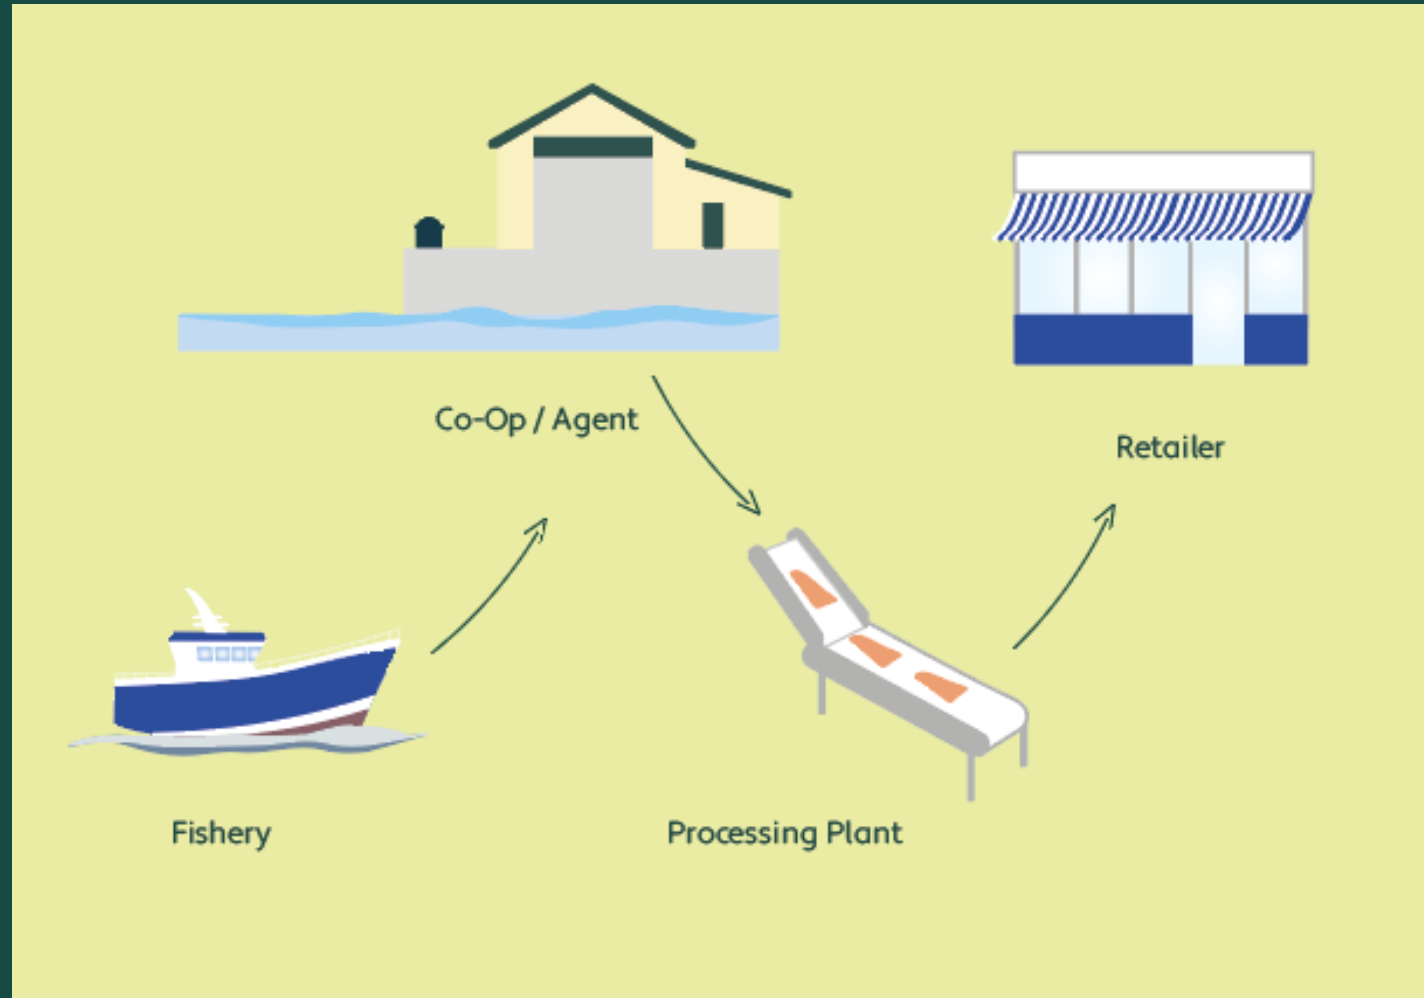 Co-Op / Agent
Retailer
Fishery
Processing Plant